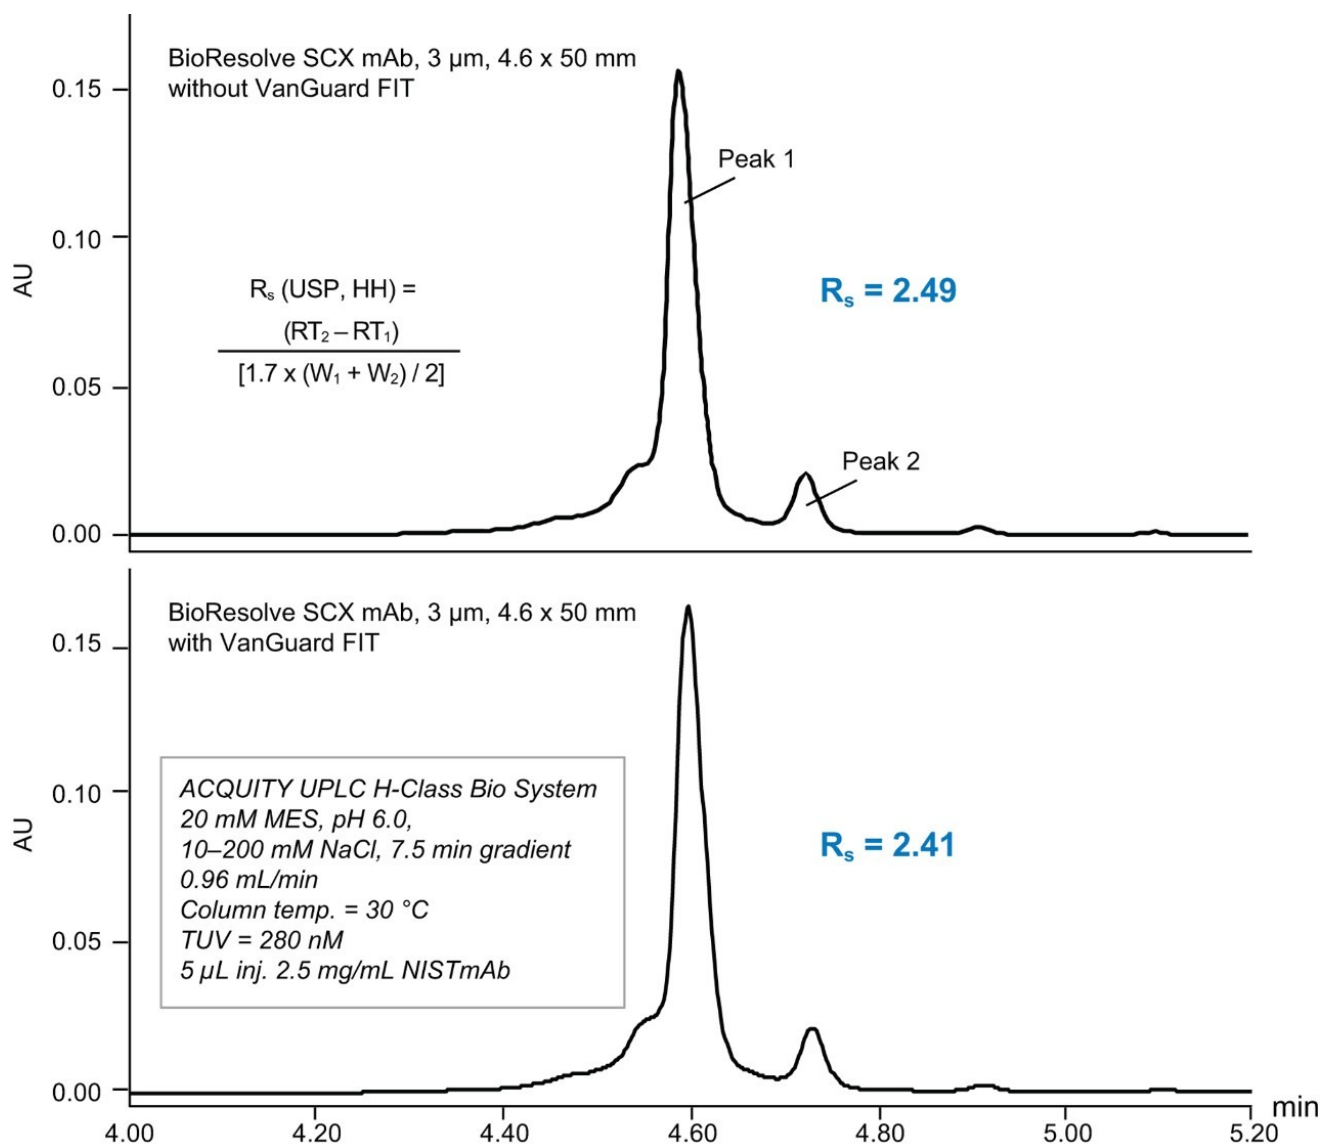 BioResolve SCX mAb, 3 µm, 4.6 x 50 mm
without VanGuard FIT
0.15
Peak 1
0.10
AU
Rₛ (USP, HH) =
(RT₂ – RT₁)
[1.7 x (W₁ + W₂) / 2]
Rₛ = 2.49
0.05
Peak 2
0.00
BioResolve SCX mAb, 3 µm, 4.6 x 50 mm
with VanGuard FIT
0.15
ACQUITY UPLC H-Class Bio System
20 mM MES, pH 6.0,
10–200 mM NaCl, 7.5 min gradient
0.96 mL/min
Column temp. = 30 °C
TUV = 280 nM
5 µL inj. 2.5 mg/mL NISTmAb
0.10
AU
Rₛ = 2.41
0.05
0.00
4.00 4.20 4.40 4.60 4.80 5.00 5.20 min